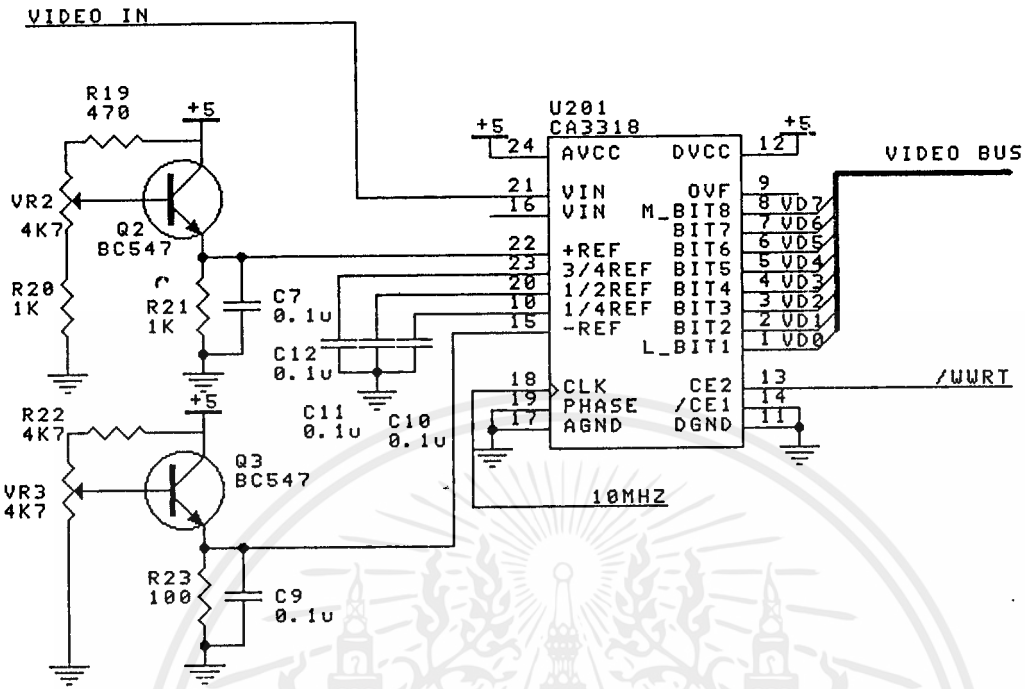 VIDEO IN
R19
470
+5
VR2
4K7
Q2
BC547
R20
1K
R21
1K
C7
0.1u
C12
0.1u
C11
0.1u
C10
0.1u
R22
4K7
+5
VR3
4K7
Q3
BC547
R23
100
C9
0.1u
U201
CA3318
+5
24 AVCC
21 VIN
16 VIN
22 +REF
23 3/4REF
20 1/2REF
10 1/4REF
15 -REF
18 CLK
19 PHASE
17 AGND
10MHZ
+5
DVCC 12
OVF 9
M_BIT8 8 VD7
BIT7 7 VD6
BIT6 6 VD5
BIT5 5 VD4
BIT4 4 VD3
BIT3 3 VD2
BIT2 2 VD1
L_BIT1 1 VD0
CE2 13
/CE1 14
DGND 11
VIDEO BUS
/WWRT